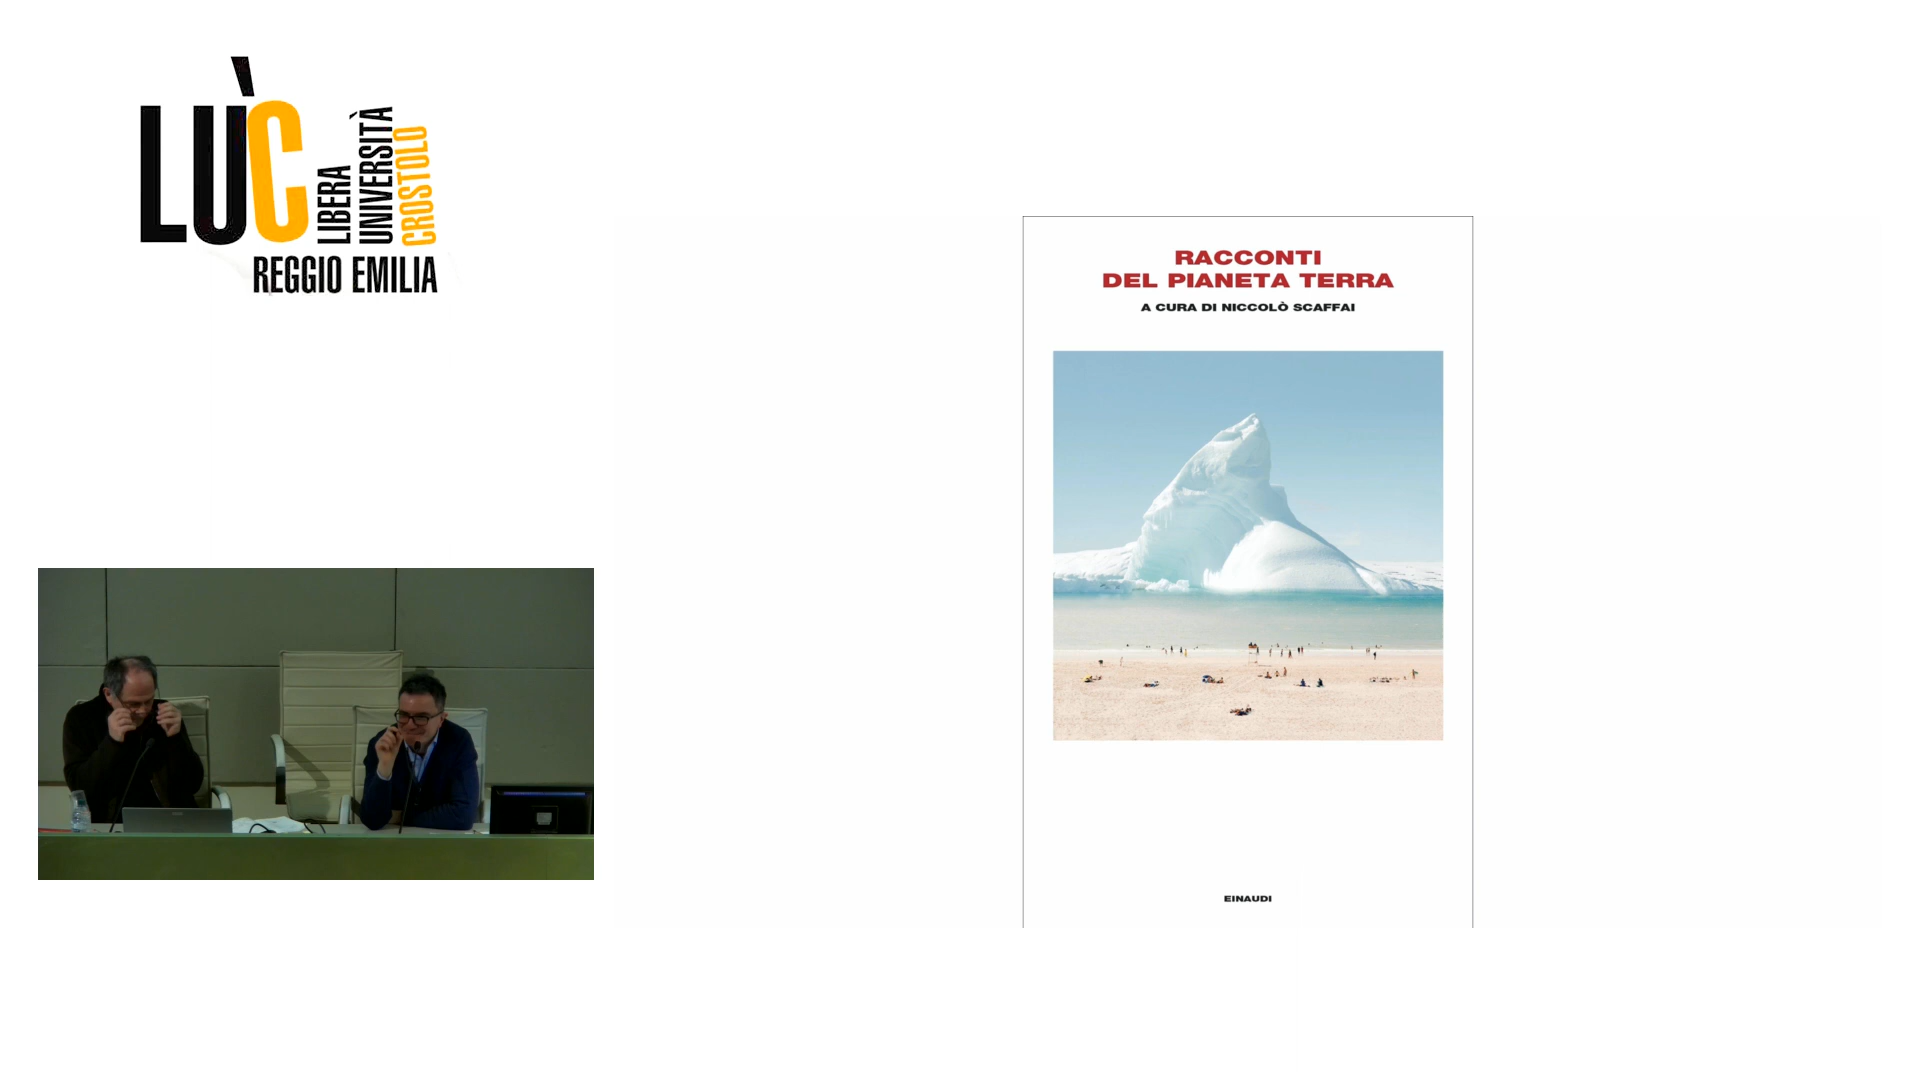 LÙC
LIBERA
UNIVERSITÀ
CROSTOLO
REGGIO EMILIA
RACCONTI
DEL PIANETA TERRA
A CURA DI NICCOLÒ SCAFFAI
EINAUDI